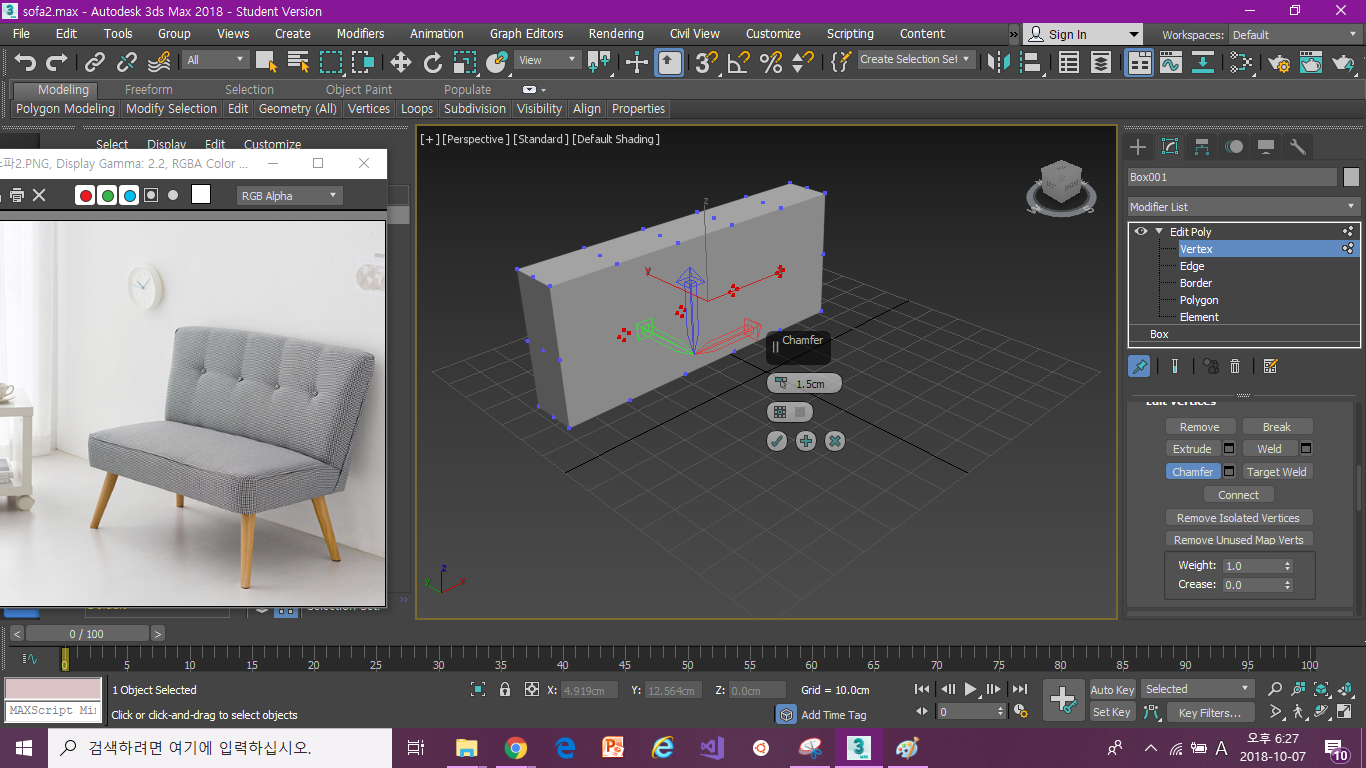 sofa2.max - Autodesk 3ds Max 2018 - Student Version
File Edit Tools Group Views Create Modifiers Animation Graph Editors Rendering Civil View Customize Scripting Content » Sign In Workspaces: Default
All View Create Selection Set
Modeling Freeform Selection Object Paint Populate
Polygon Modeling Modify Selection Edit Geometry (All) Vertices Loops Subdivision Visibility Align Properties
Select Display Edit Customize
파2.PNG, Display Gamma: 2.2, RGBA Color ...
RGB Alpha
[+] [Perspective ] [Standard ] [Default Shading ]
z
y
Chamfer
1.5cm
z
y
x
Box001
Modifier List
Edit Poly
Vertex
Edge
Border
Polygon
Element
Box
Edit Vertices
Remove Break
Extrude Weld
Chamfer Target Weld
Connect
Remove Isolated Vertices
Remove Unused Map Verts
Weight: 1.0
Crease: 0.0
Default Selection Set:
< 0 / 100 >
0 5 10 15 20 25 30 35 40 45 50 55 60 65 70 75 80 85 90 95 100
1 Object Selected X: 4.919cm Y: 12.564cm Z: 0.0cm Grid = 10.0cm Auto Key Selected
MAXScript Mi
Click or click-and-drag to select objects Add Time Tag 0 Set Key Key Filters...
검색하려면 여기에 입력하십시오. A 오후 6:27
2018-10-07 10